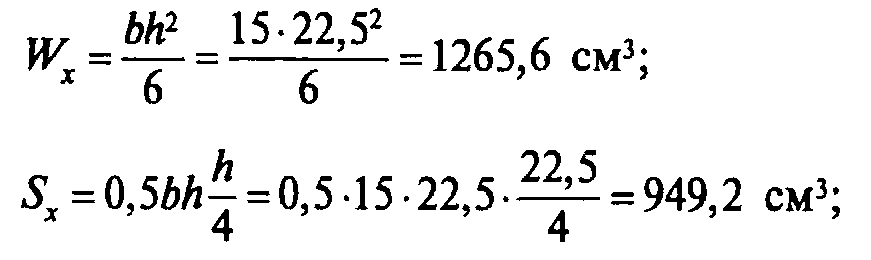 W_x = bh²/6 = 15·22,5²/6 = 1265,6 см³;
S_x = 0,5bh h/4 = 0,5·15·22,5·22,5/4 = 949,2 см³;